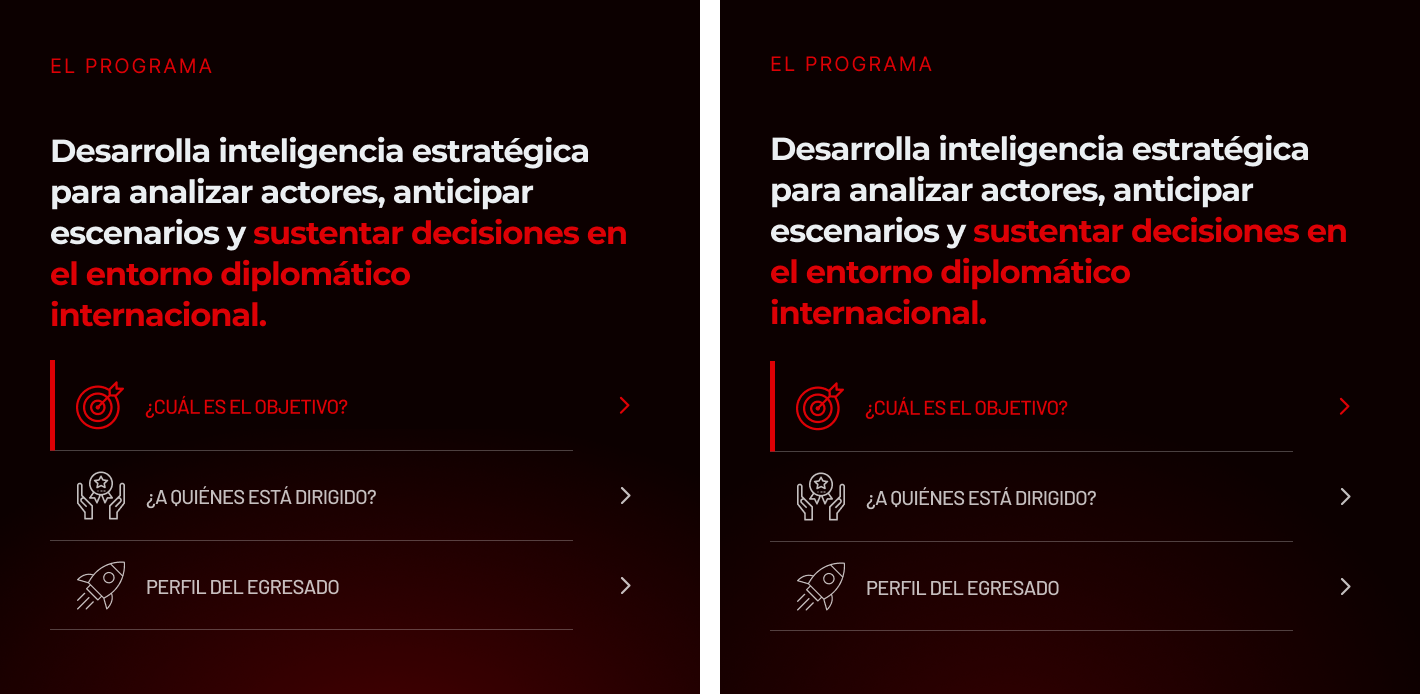 EL PROGRAMA
Desarrolla inteligencia estratégica
para analizar actores, anticipar
escenarios y sustentar decisiones en
el entorno diplomático
internacional.
¿CUÁL ES EL OBJETIVO?
¿A QUIÉNES ESTÁ DIRIGIDO?
PERFIL DEL EGRESADO
EL PROGRAMA
Desarrolla inteligencia estratégica
para analizar actores, anticipar
escenarios y sustentar decisiones en
el entorno diplomático
internacional.
¿CUÁL ES EL OBJETIVO?
¿A QUIÉNES ESTÁ DIRIGIDO?
PERFIL DEL EGRESADO